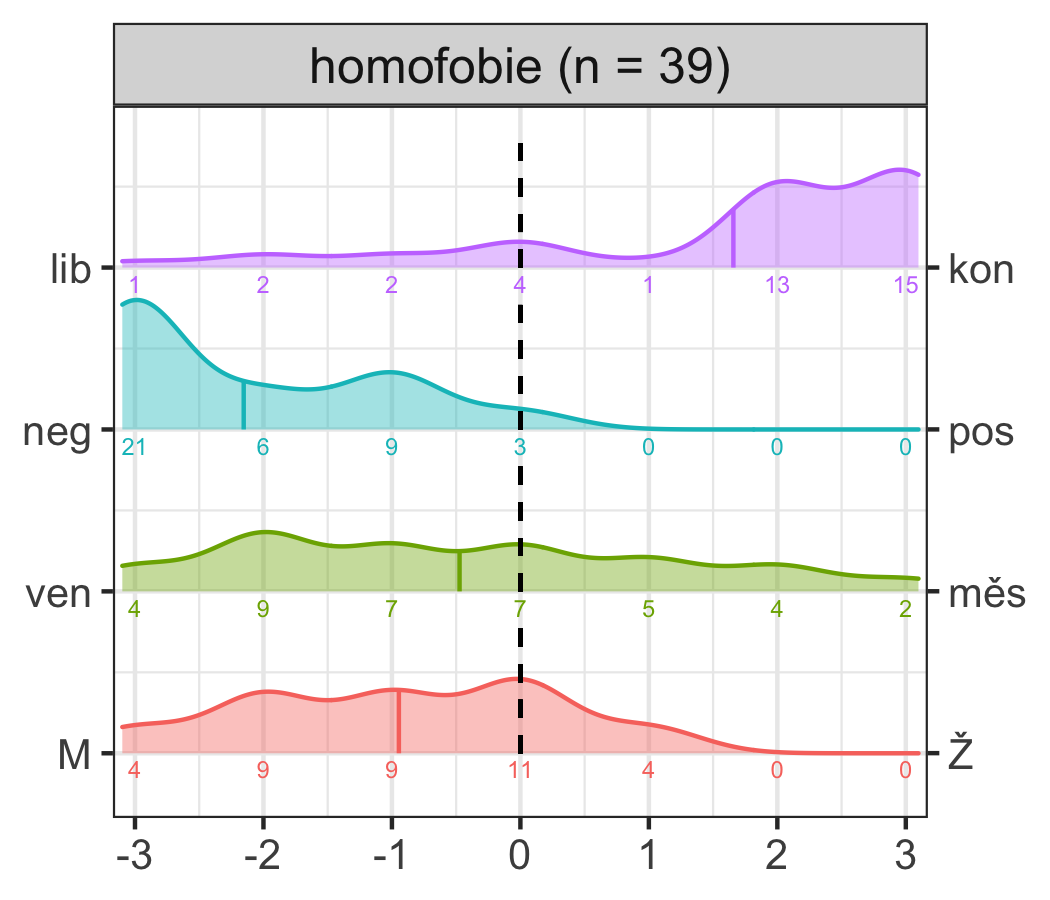 homofobie (n = 39)
lib kon
1 2 2 4 1 13 15
neg pos
21 6 9 3 0 0 0
ven měs
4 9 7 7 5 4 2
M Ž
4 9 9 11 4 0 0
-3 -2 -1 0 1 2 3